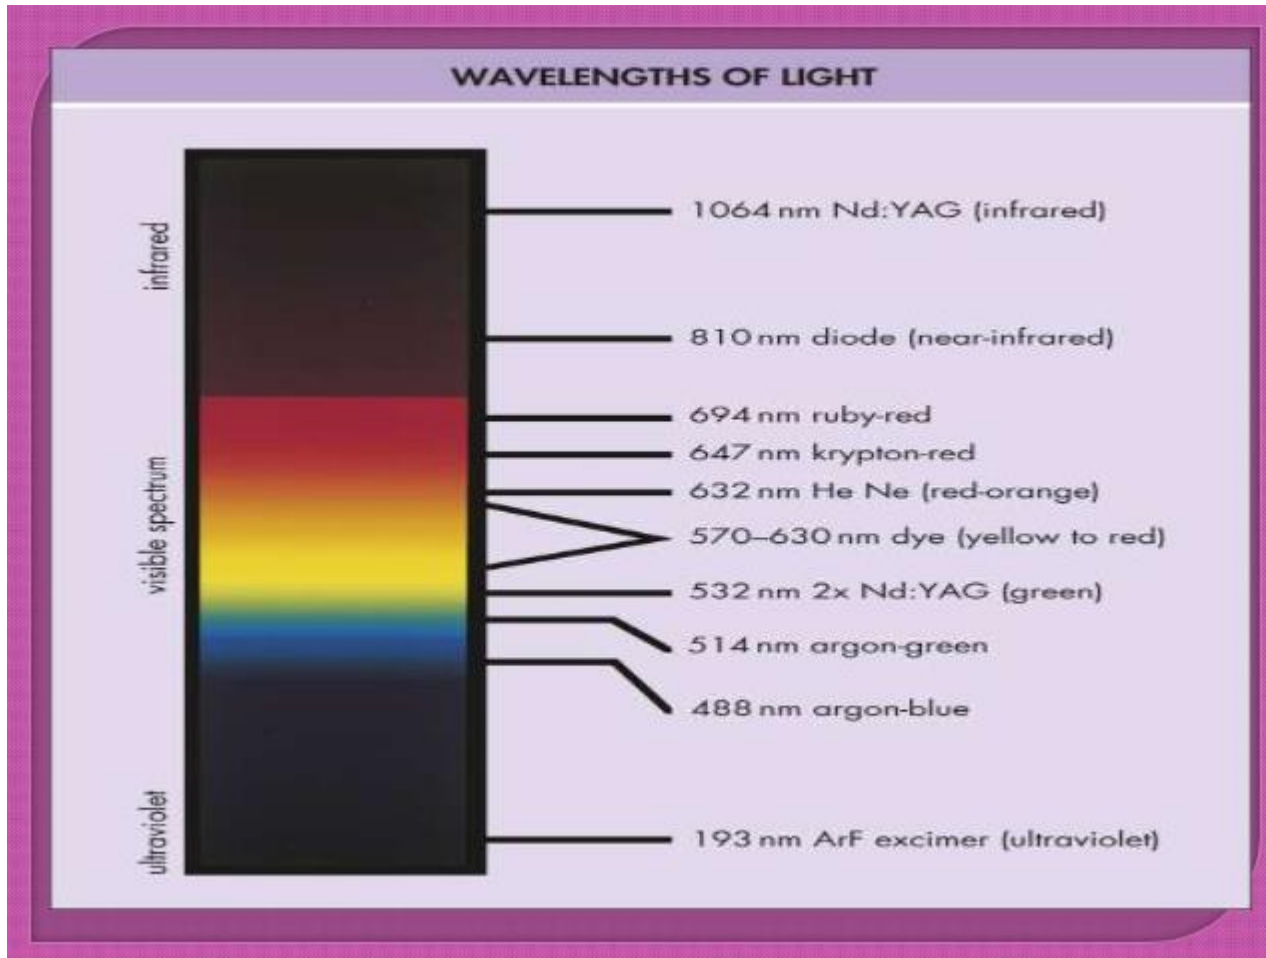 WAVELENGTHS OF LIGHT
infrared
visible spectrum
ultraviolet
1064 nm Nd:YAG (infrared)
810 nm diode (near-infrared)
694 nm ruby-red
647 nm krypton-red
632 nm He Ne (red-orange)
570–630 nm dye (yellow to red)
532 nm 2x Nd:YAG (green)
514 nm argon-green
488 nm argon-blue
193 nm ArF excimer (ultraviolet)